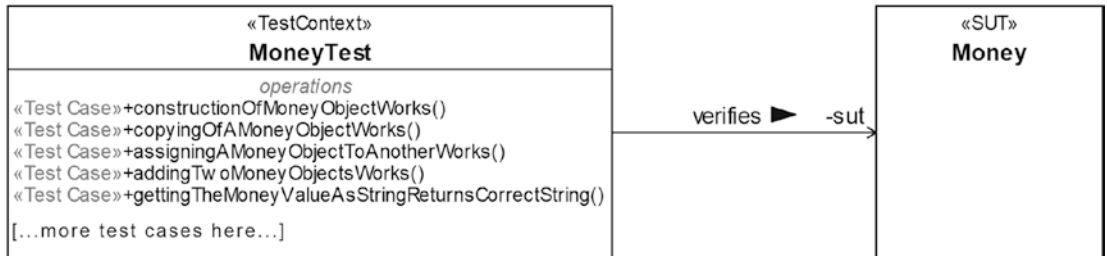 «TestContext»
MoneyTest
operations
«Test Case»+constructionOfMoneyObjectWorks()
«Test Case»+copyingOfAMoneyObjectWorks()
«Test Case»+assigningAMoneyObjectToAnotherWorks()
«Test Case»+addingTwoMoneyObjectsWorks()
«Test Case»+gettingTheMoneyValueAsStringReturnsCorrectString()
[...more test cases here...]
verifies ► -sut
«SUT»
Money